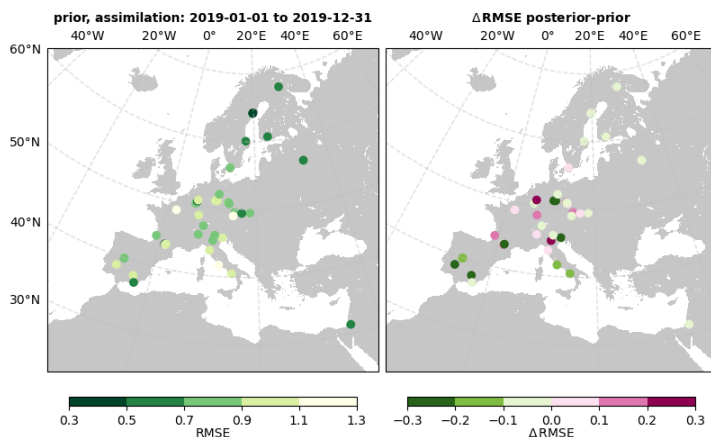 prior, assimilation: 2019-01-01 to 2019-12-31
ΔRMSE posterior-prior
40°W 20°W 0° 20°E 40°E 60°E
40°W 20°W 0° 20°E 40°E 60°E
60°N
50°N
40°N
30°N
0.3 0.5 0.7 0.9 1.1 1.3
RMSE
−0.3 −0.2 −0.1 0.0 0.1 0.2 0.3
ΔRMSE